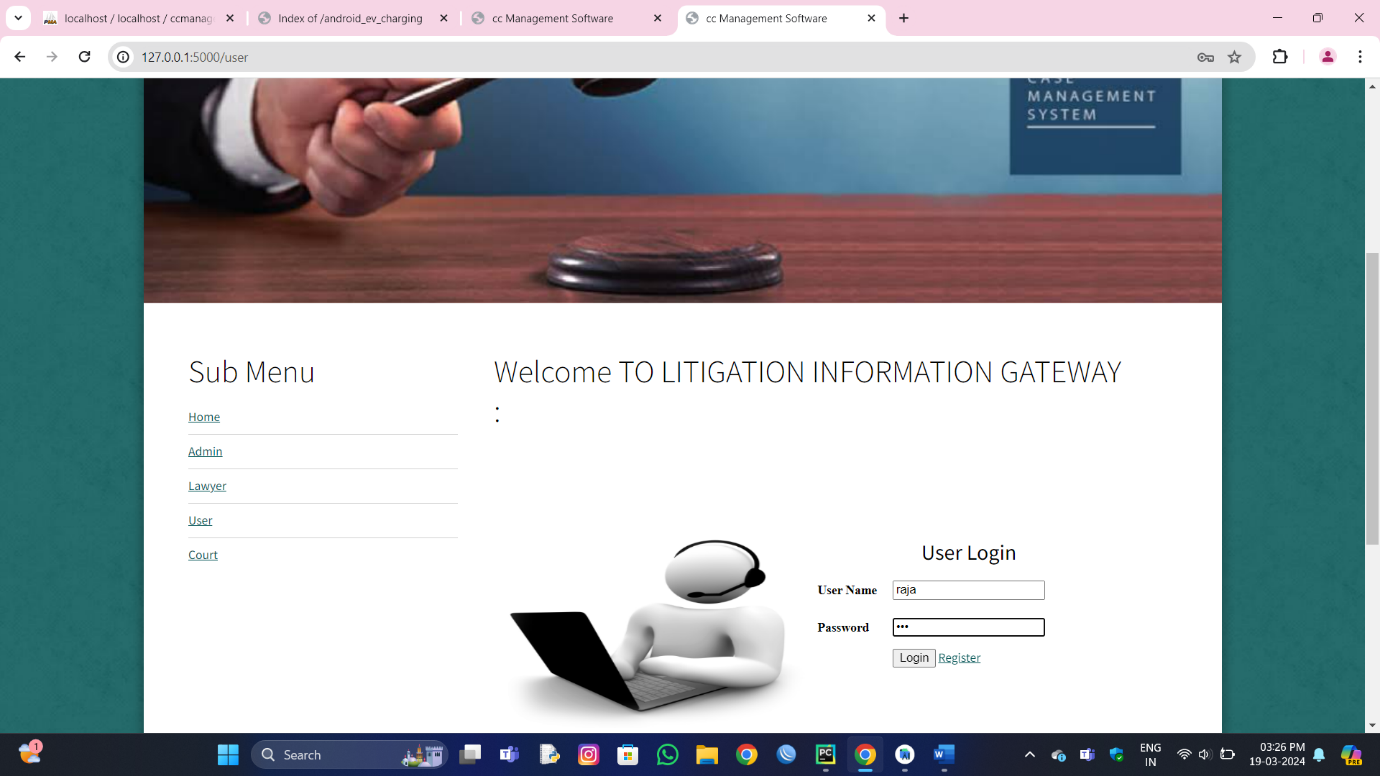 localhost / localhost / ccmanag
Index of /android_ev_charging
cc Management Software
cc Management Software
127.0.0.1:5000/user
CASE
MANAGEMENT
SYSTEM
Sub Menu
Home
Admin
Lawyer
User
Court
Welcome TO LITIGATION INFORMATION GATEWAY
:
User Login
User Name raja
Password •••
Login Register
1
Search
ENG
IN
03:26 PM
19-03-2024